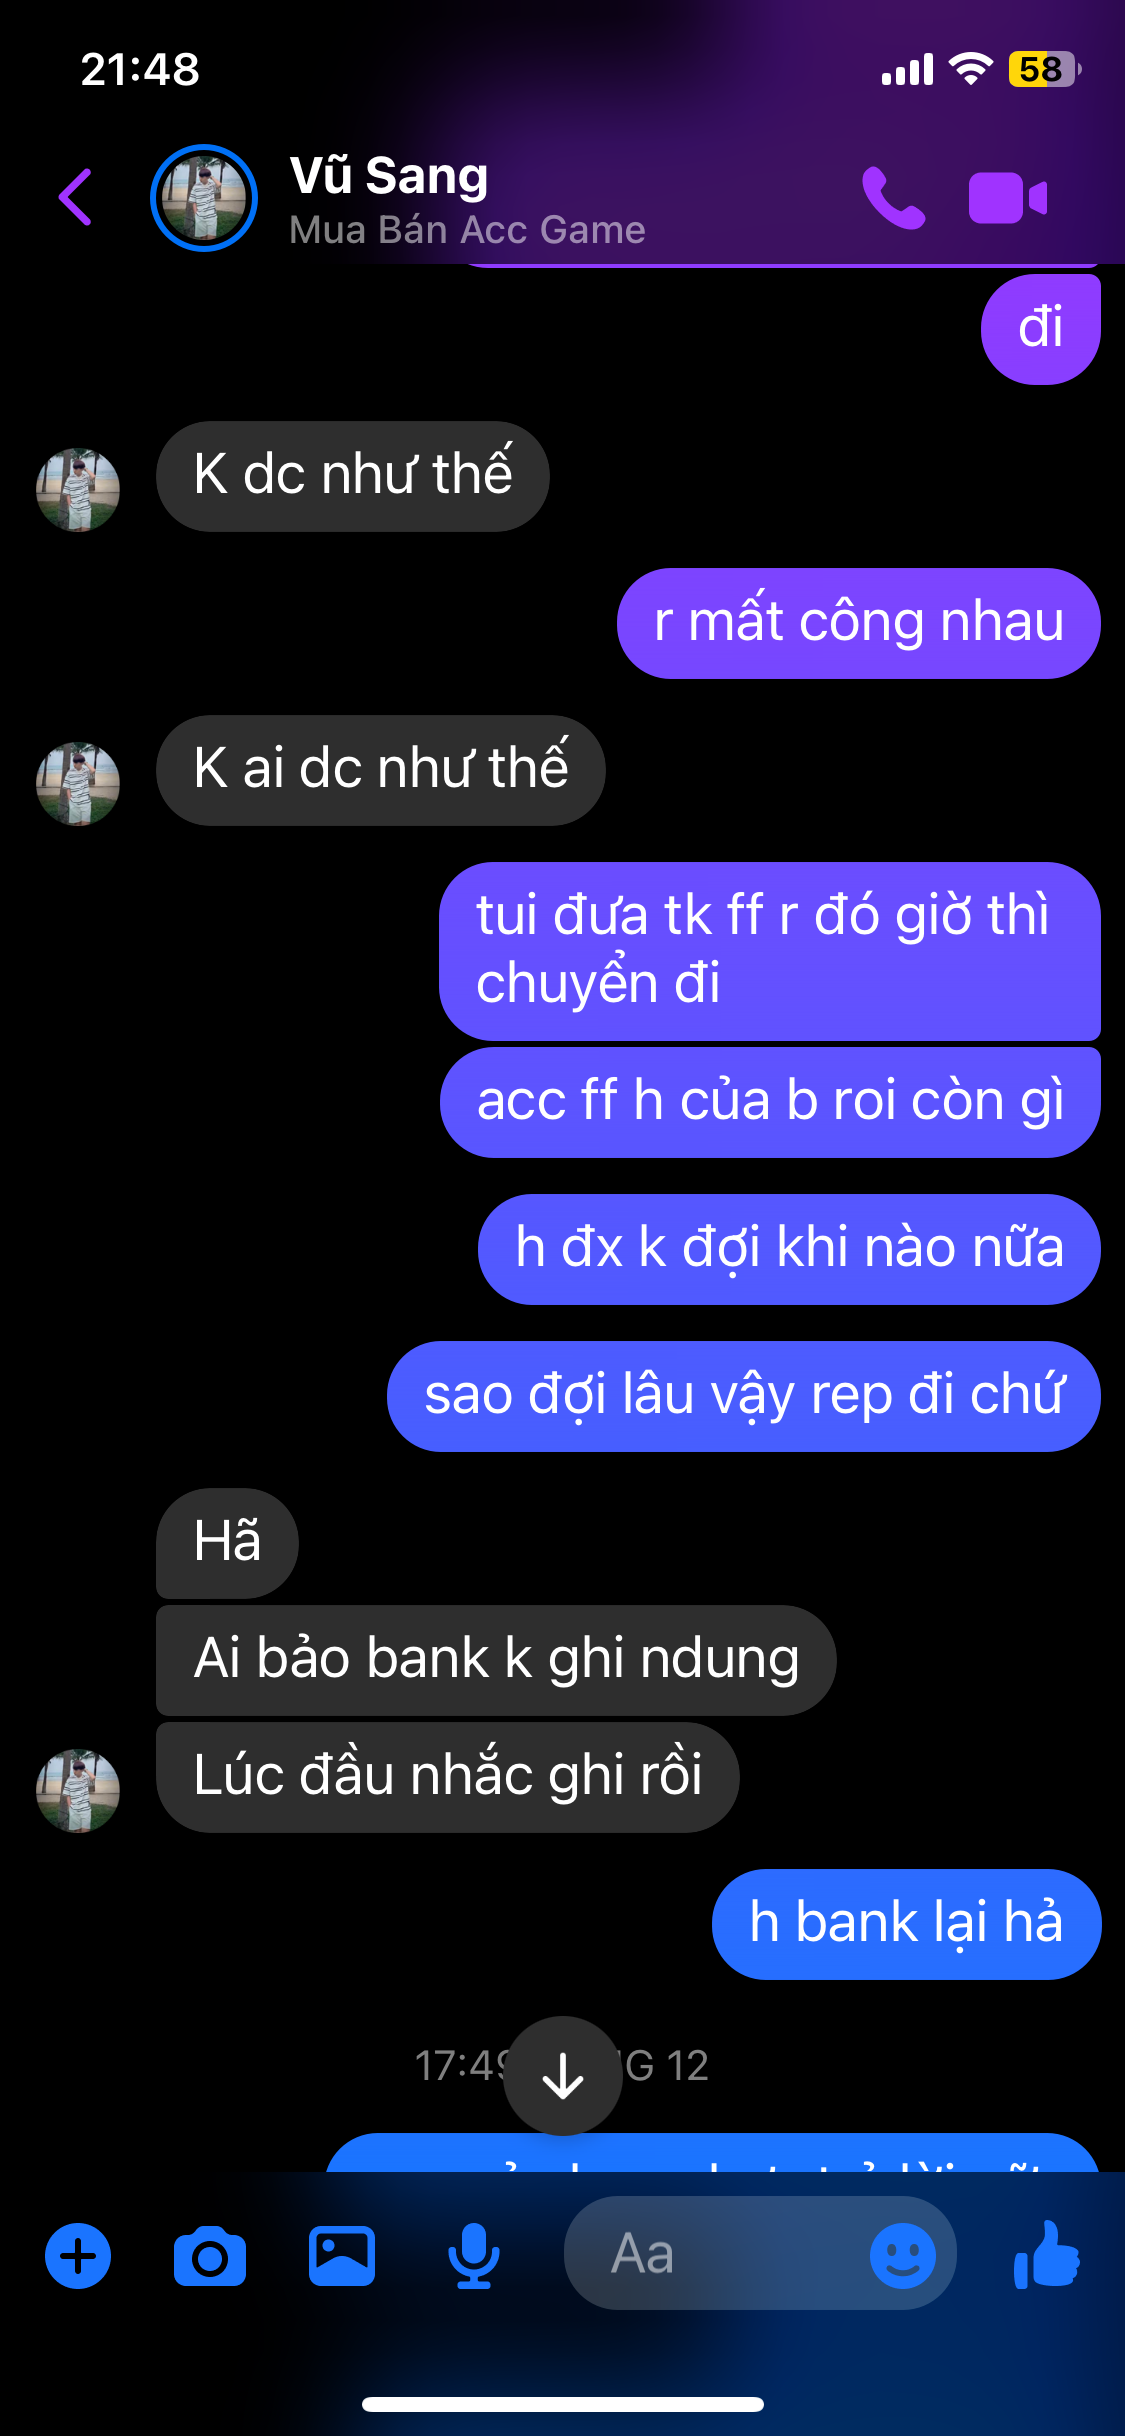 21:48
58
Vũ Sang
Mua Bán Acc Game
đi
K dc như thế
r mất công nhau
K ai dc như thế
tui đưa tk ff r đó giờ thì
chuyển đi
acc ff h của b roi còn gì
h đx k đợi khi nào nữa
sao đợi lâu vậy rep đi chứ
Hã
Ai bảo bank k ghi ndung
Lúc đầu nhắc ghi rồi
h bank lại hả
12
Aa